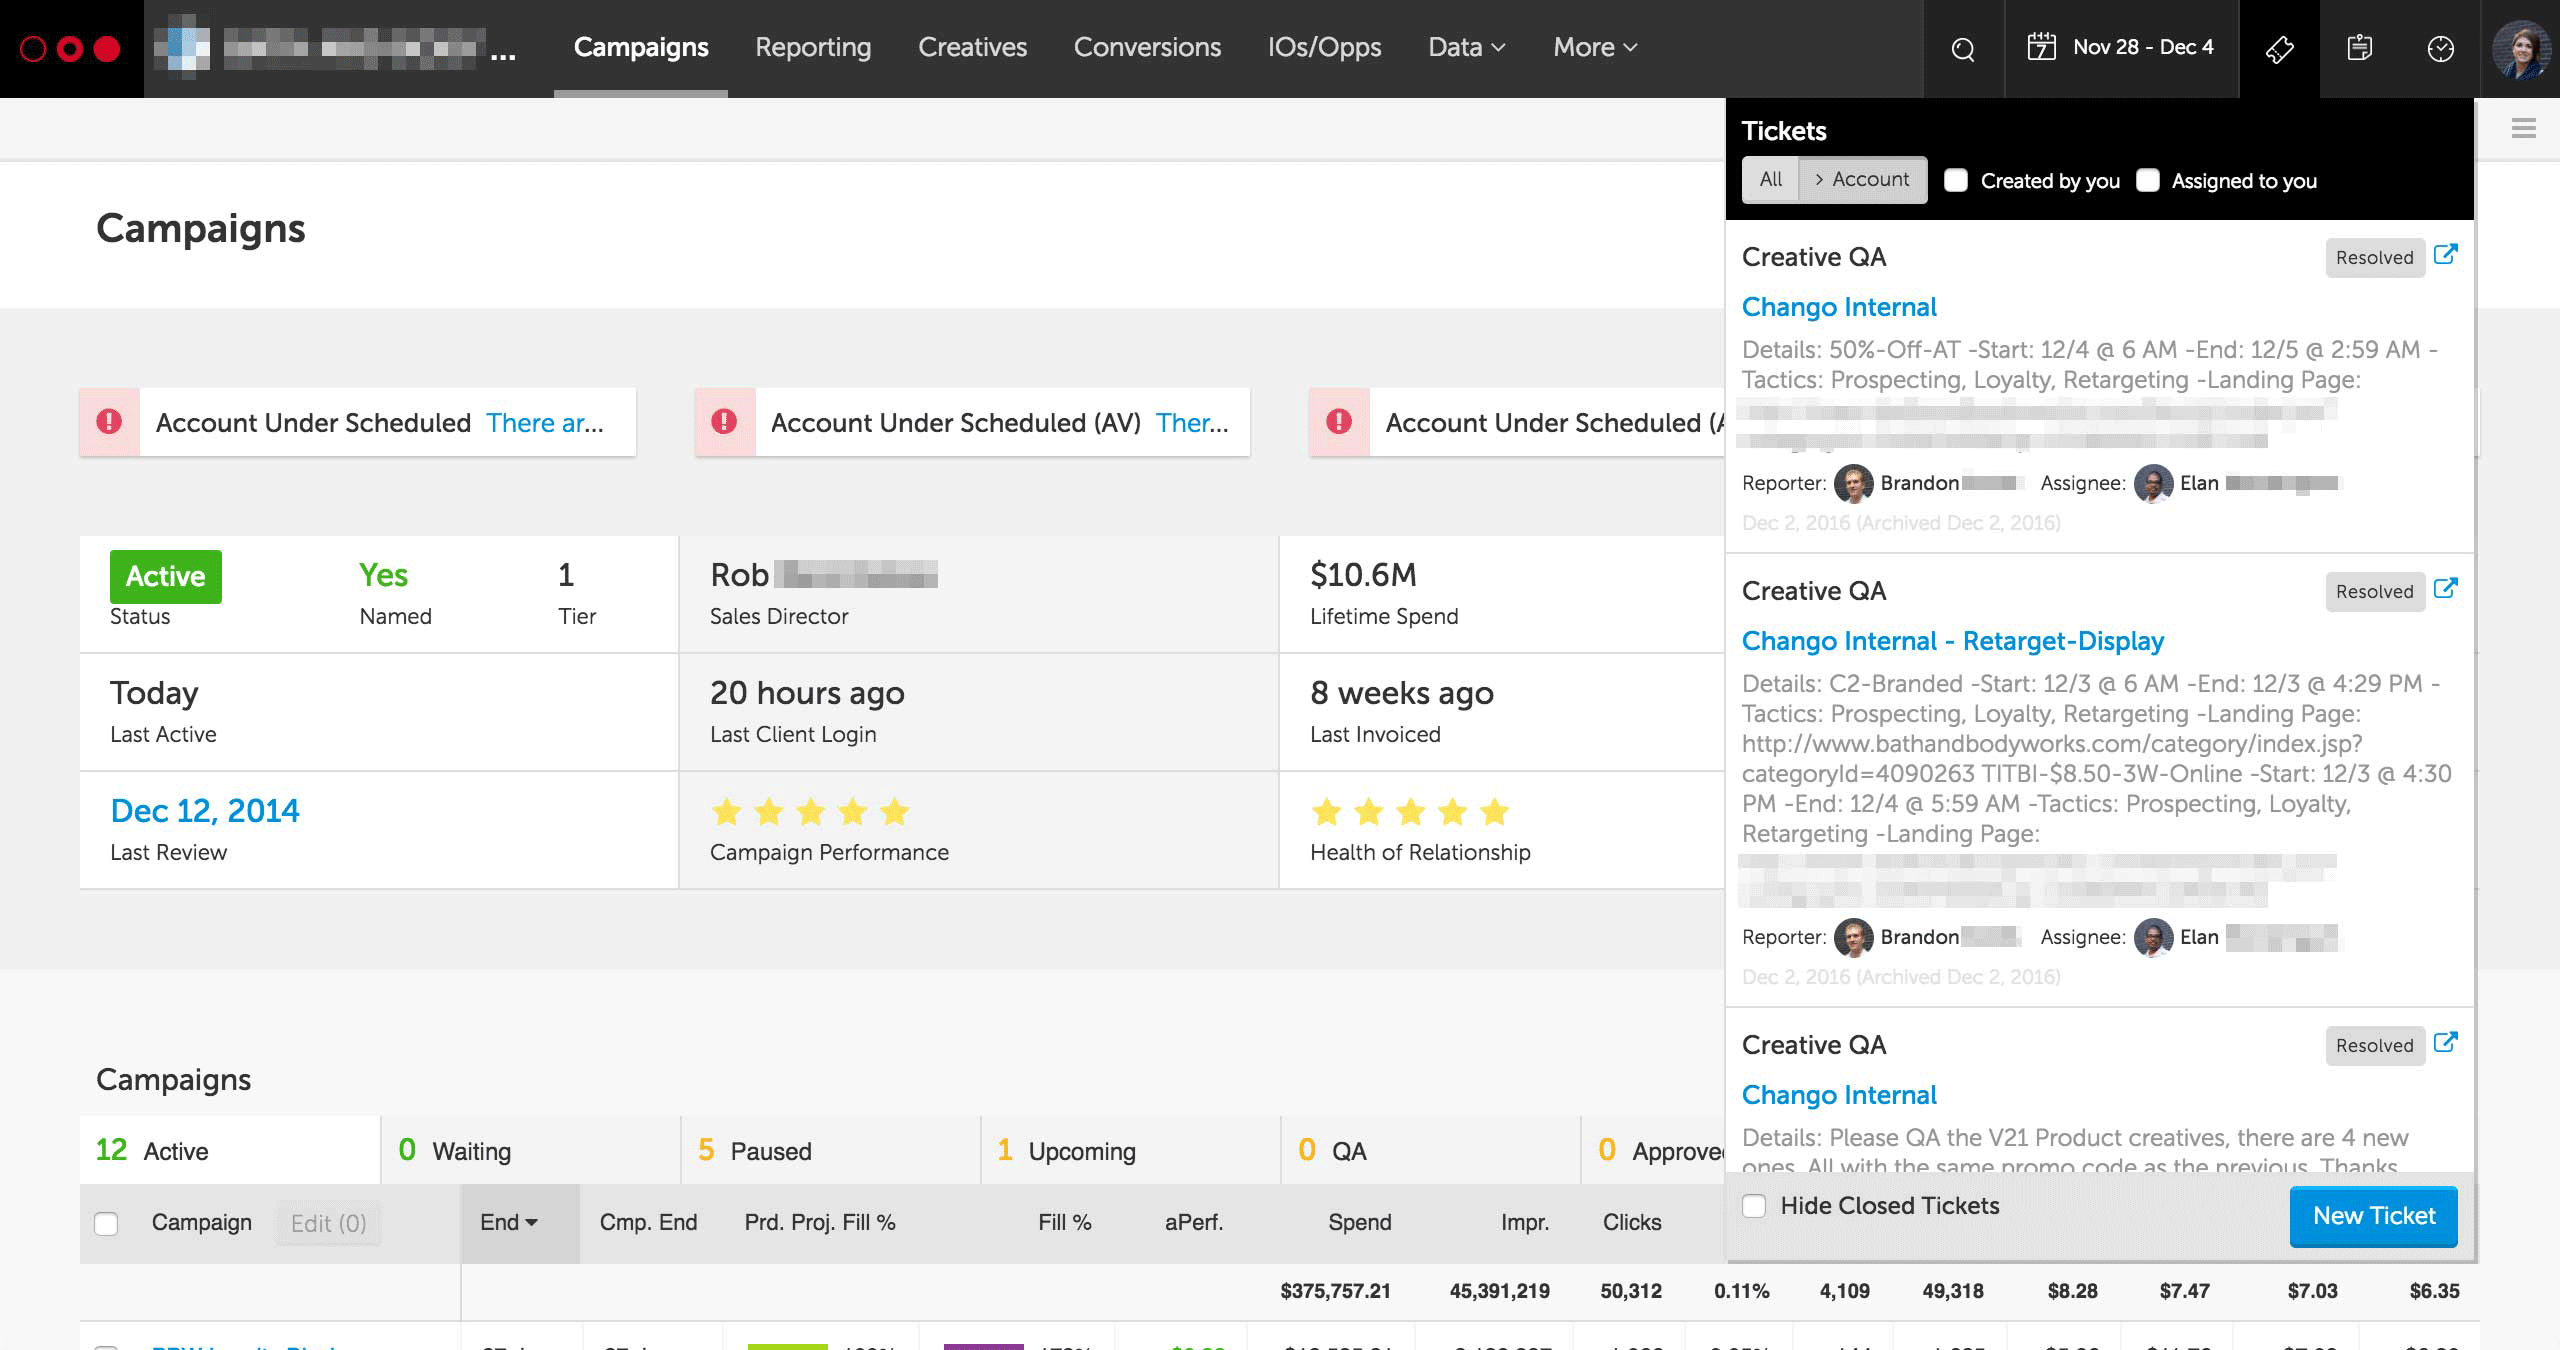 ... Campaigns Reporting Creatives Conversions IOs/Opps Data More 7 Nov 28 - Dec 4
Campaigns
Account Under Scheduled There ar...
Account Under Scheduled (AV) Ther...
Account Under Scheduled
Active
Status
Yes
Named
1
Tier
Rob
Sales Director
$10.6M
Lifetime Spend
Today
Last Active
20 hours ago
Last Client Login
8 weeks ago
Last Invoiced
Dec 12, 2014
Last Review
Campaign Performance
Health of Relationship
Tickets
All > Account Created by you Assigned to you
Creative QA Resolved
Chango Internal
Details: 50%-Off-AT -Start: 12/4 @ 6 AM -End: 12/5 @ 2:59 AM -
Tactics: Prospecting, Loyalty, Retargeting -Landing Page:
Reporter: Brandon Assignee: Elan
Dec 2, 2016 (Archived Dec 2, 2016)
Creative QA Resolved
Chango Internal - Retarget-Display
Details: C2-Branded -Start: 12/3 @ 6 AM -End: 12/3 @ 4:29 PM -
Tactics: Prospecting, Loyalty, Retargeting -Landing Page:
http://www.bathandbodyworks.com/category/index.jsp?
categoryId=4090263 TITBI-$8.50-3W-Online -Start: 12/3 @ 4:30
PM -End: 12/4 @ 5:59 AM -Tactics: Prospecting, Loyalty,
Retargeting -Landing Page:
Reporter: Brandon Assignee: Elan
Dec 2, 2016 (Archived Dec 2, 2016)
Creative QA Resolved
Chango Internal
Details: Please QA the V21 Product creatives, there are 4 new
ones. All with the same promo code as the previous. Thanks
Hide Closed Tickets New Ticket
Campaigns
12 Active 0 Waiting 5 Paused 1 Upcoming 0 QA 0 Approved
Campaign Edit (0) End Cmp. End Prd. Proj. Fill % Fill % aPerf. Spend Impr. Clicks
$375,757.21 45,391,219 50,312 0.11% 4,109 49,318 $8.28 $7.47 $7.03 $6.35